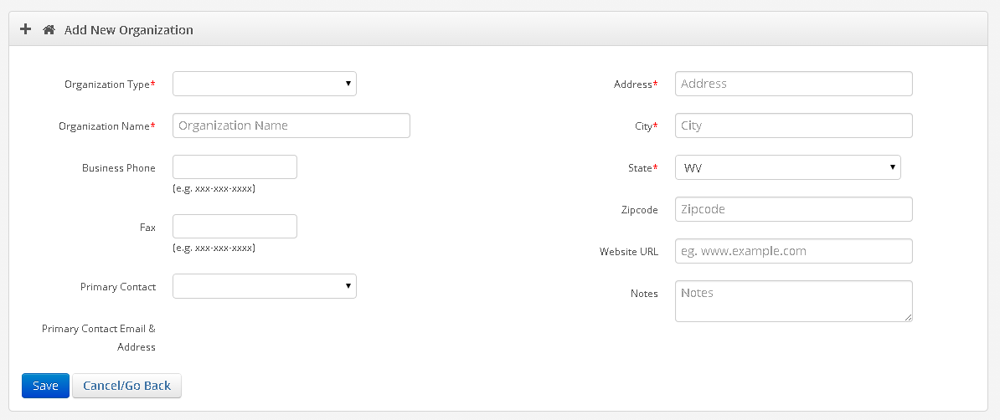 Add New Organization
Organization Type*
Organization Name*
Organization Name
Business Phone
(e.g. xxx-xxx-xxxx)
Fax
(e.g. xxx-xxx-xxxx)
Primary Contact
Primary Contact Email &
Address
Address*
Address
City*
City
State*
WV
Zipcode
Zipcode
Website URL
eg. www.example.com
Notes
Notes
Save
Cancel/Go Back